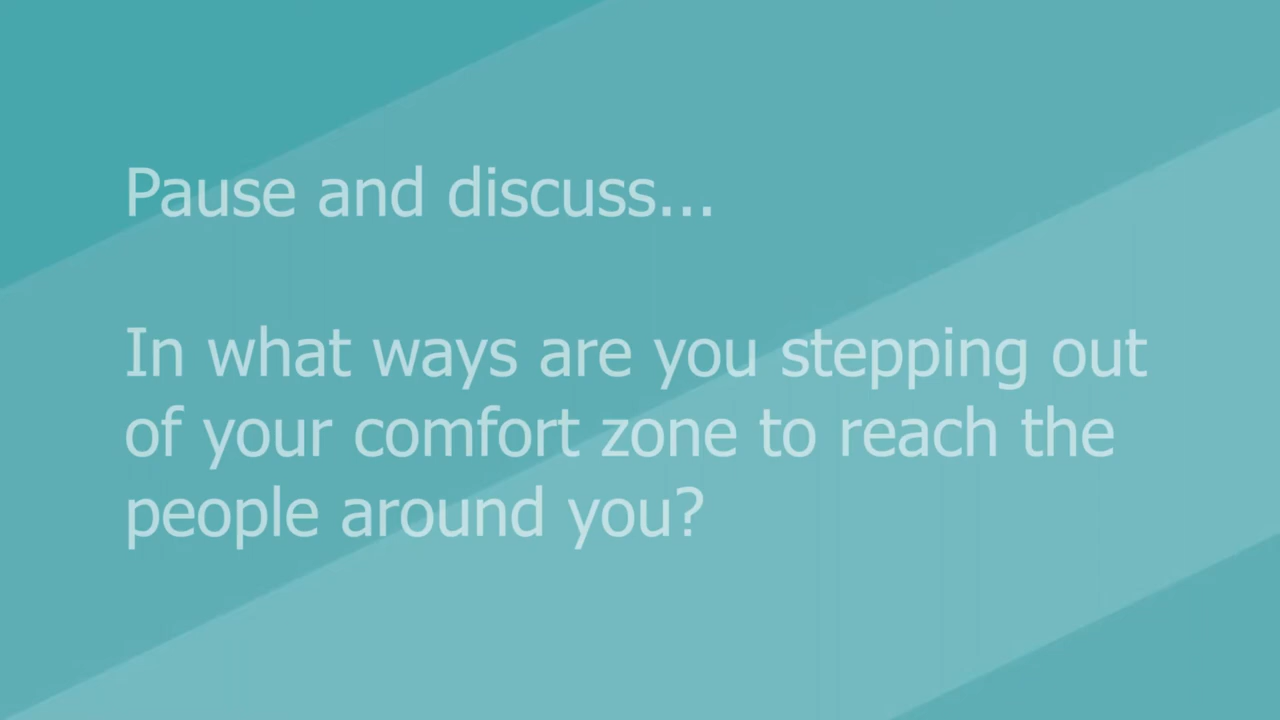 Pause and discuss...
In what ways are you stepping out
of your comfort zone to reach the
people around you?